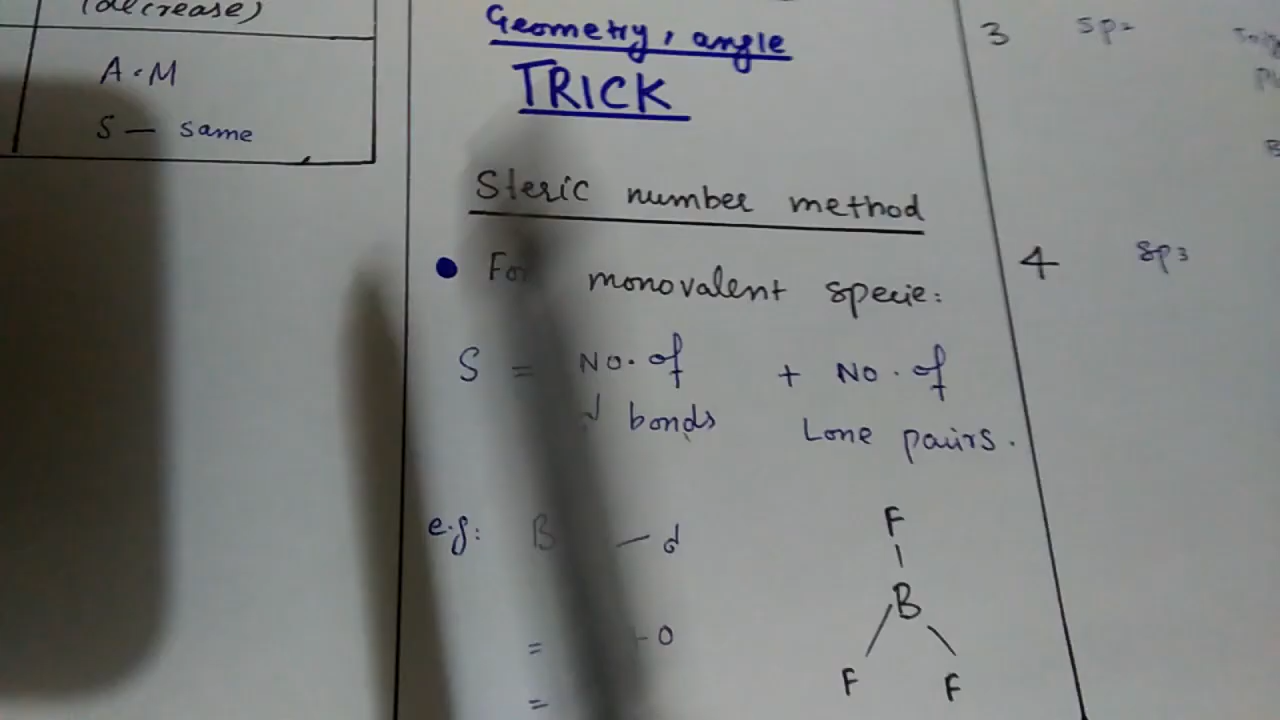 (decrease)
A·M
S — same
Geometry, angle
TRICK
Steric number method
monovalent specie:
S = No. of + No. of
bonds Lone pairs.
e.g: B — d
= +0
=
F
B
F F
3 sp2
4 sp3